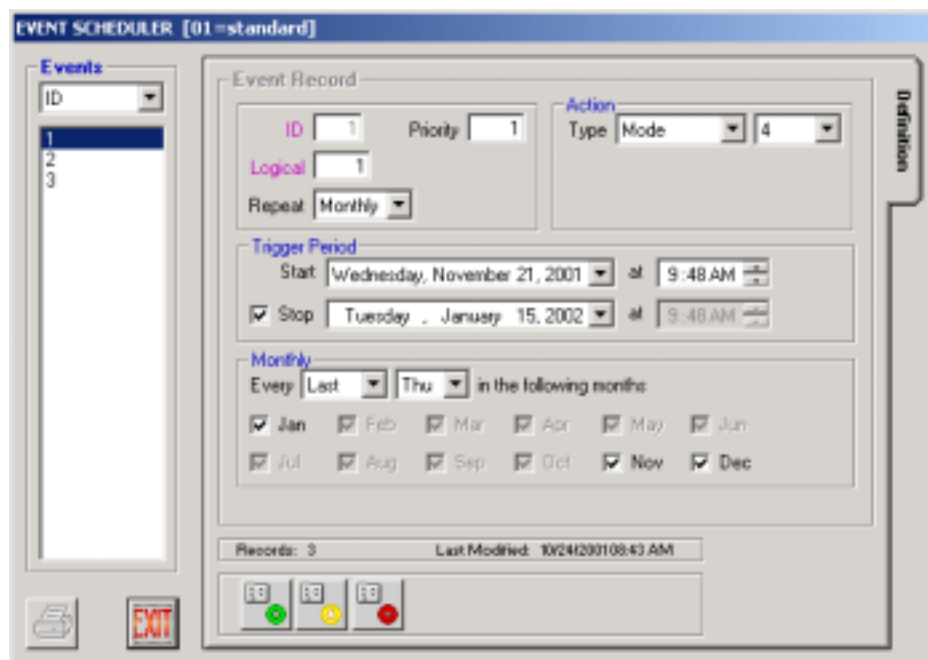 EVENT SCHEDULER [01=standard]
Events
ID
1
2
3
Event Record
ID 1 Priority 1
Logical 1
Repeat Monthly
Action
Type Mode 4
Trigger Period
Start Wednesday, November 21, 2001 at 9:48 AM
Stop Tuesday , January 15, 2002 at 9:48 AM
Monthly
Every Last Thu in the following months
Jan Feb Mar Apr May Jun
Jul Aug Sep Oct Nov Dec
Records: 3 Last Modified: 10/24/2001 08:43 AM
EXIT
Definition